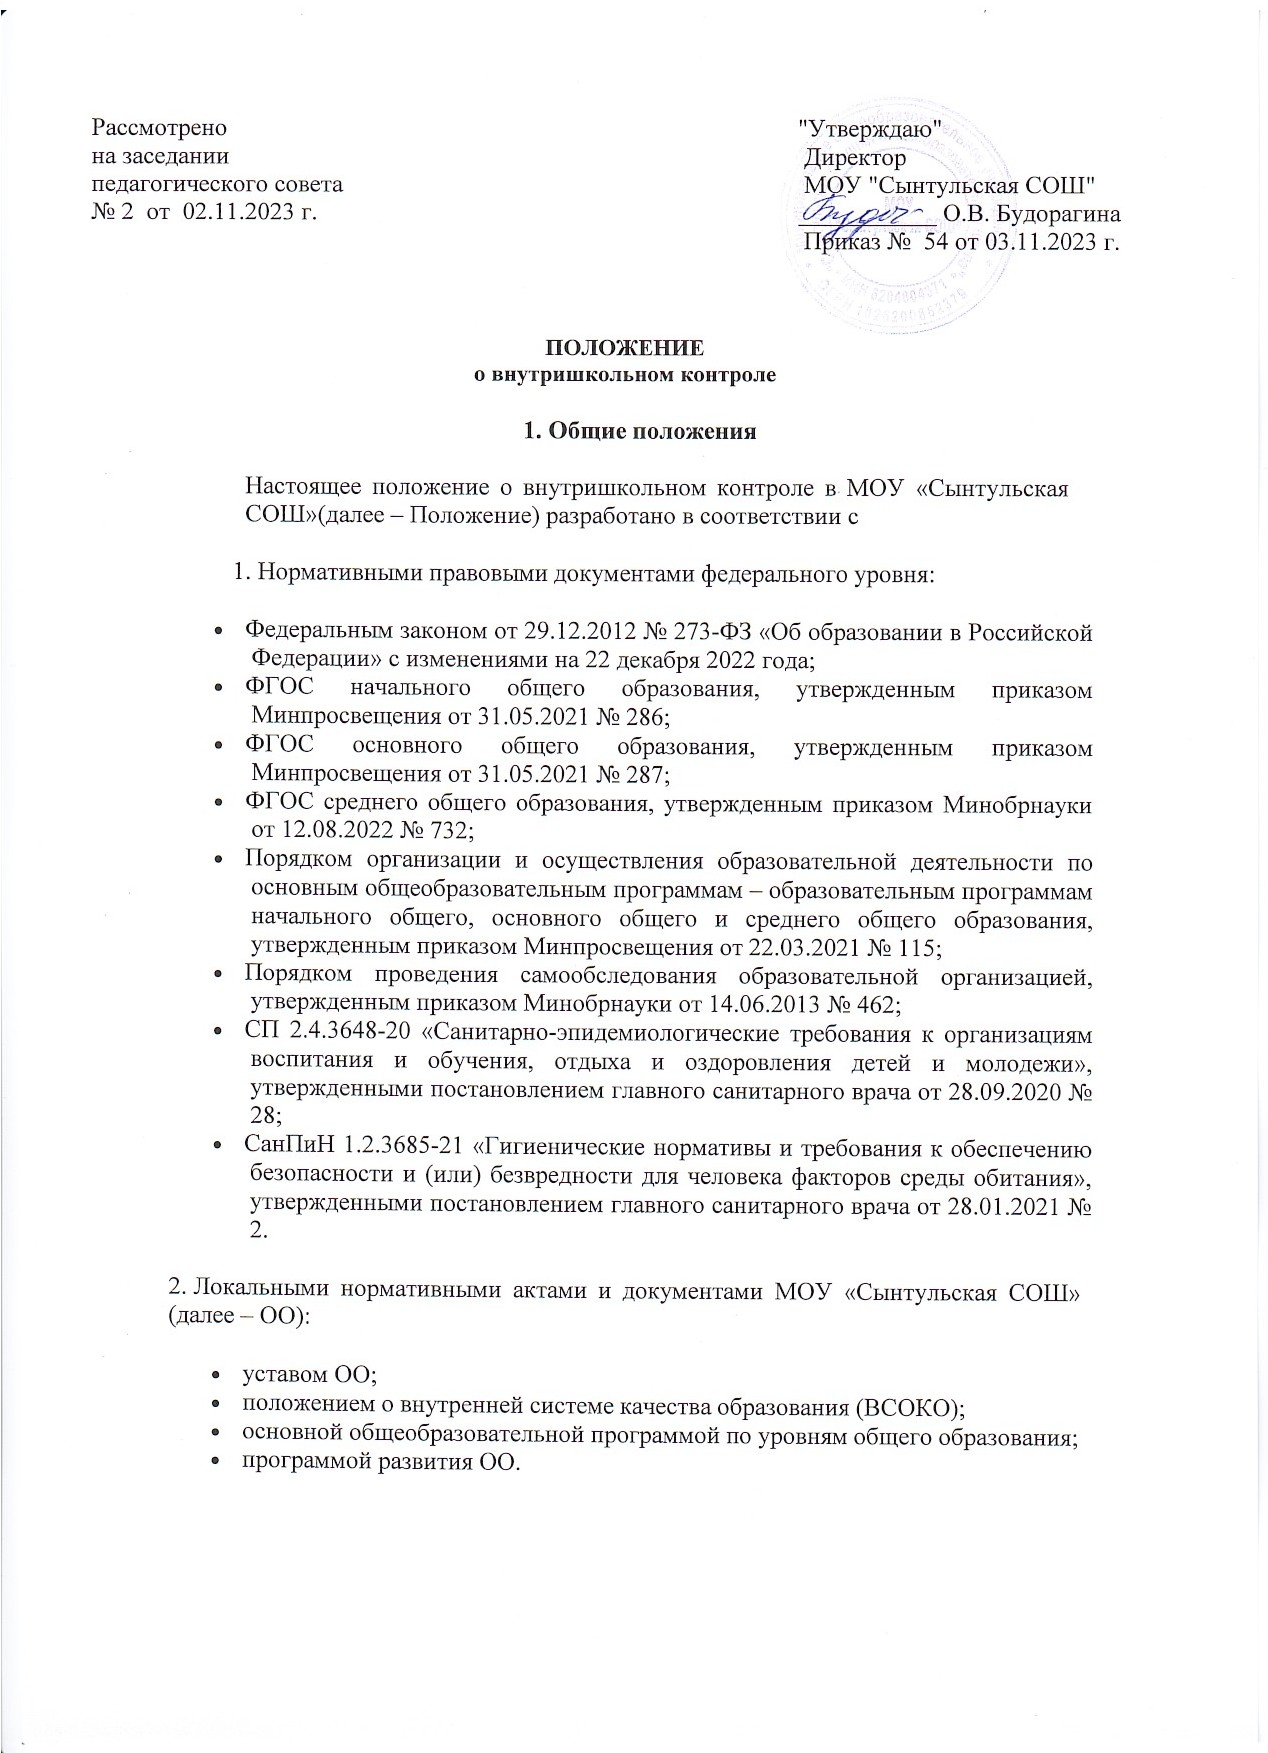 Рассмотрено
на заседании
педагогического совета
№ 2  от  02.11.2023 г.
"Утверждаю"
Директор
МОУ "Сынтульская СОШ"
О.В. Будорагина
Приказ №  54 от 03.11.2023 г.
ПОЛОЖЕНИЕ
о внутришкольном контроле
1. Общие положения
Настоящее положение о внутришкольном контроле в МОУ «Сынтульская
СОШ»(далее – Положение) разработано в соответствии с
1. Нормативными правовыми документами федерального уровня:
• Федеральным законом от 29.12.2012 № 273-ФЗ «Об образовании в Российской
Федерации» с изменениями на 22 декабря 2022 года;
• ФГОС начального общего образования, утвержденным приказом
Минпросвещения от 31.05.2021 № 286;
• ФГОС основного общего образования, утвержденным приказом
Минпросвещения от 31.05.2021 № 287;
• ФГОС среднего общего образования, утвержденным приказом Минобрнауки
от 12.08.2022 № 732;
• Порядком организации и осуществления образовательной деятельности по
основным общеобразовательным программам – образовательным программам
начального общего, основного общего и среднего общего образования,
утвержденным приказом Минпросвещения от 22.03.2021 № 115;
• Порядком проведения самообследования образовательной организацией,
утвержденным приказом Минобрнауки от 14.06.2013 № 462;
• СП 2.4.3648-20 «Санитарно-эпидемиологические требования к организациям
воспитания и обучения, отдыха и оздоровления детей и молодежи»,
утвержденными постановлением главного санитарного врача от 28.09.2020 №
28;
• СанПиН 1.2.3685-21 «Гигиенические нормативы и требования к обеспечению
безопасности и (или) безвредности для человека факторов среды обитания»,
утвержденными постановлением главного санитарного врача от 28.01.2021 №
2.
2. Локальными нормативными актами и документами МОУ «Сынтульская СОШ»
(далее – ОО):
• уставом ОО;
• положением о внутренней системе качества образования (ВСОКО);
• основной общеобразовательной программой по уровням общего образования;
• программой развития ОО.